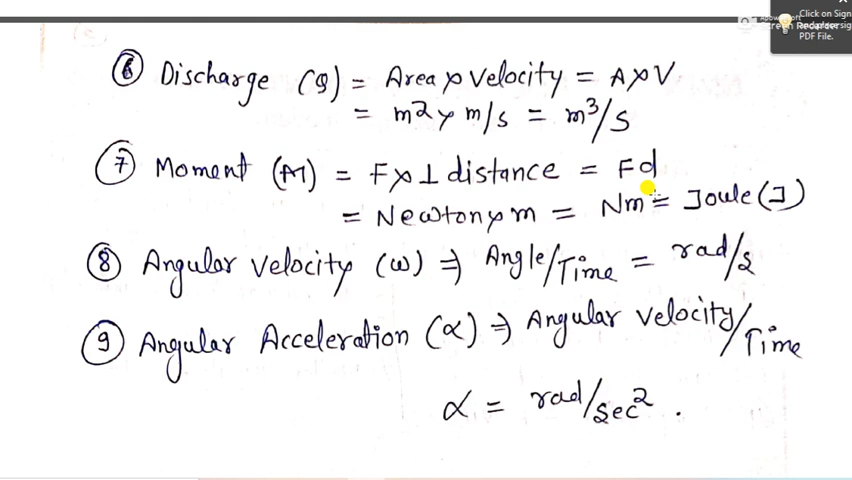 Click on Sign
PDF File.
⑥ Discharge (Q) = Area × Velocity = A × V
= m2 × m/s = m³/s
⑦ Moment (M) = F × ⊥ distance = Fd
= Newton × m = Nm = Joule (J)
⑧ Angular Velocity (ω) ⇒ Angle/Time = rad/s
⑨ Angular Acceleration (α) ⇒ Angular Velocity/Time
α = rad/sec² .